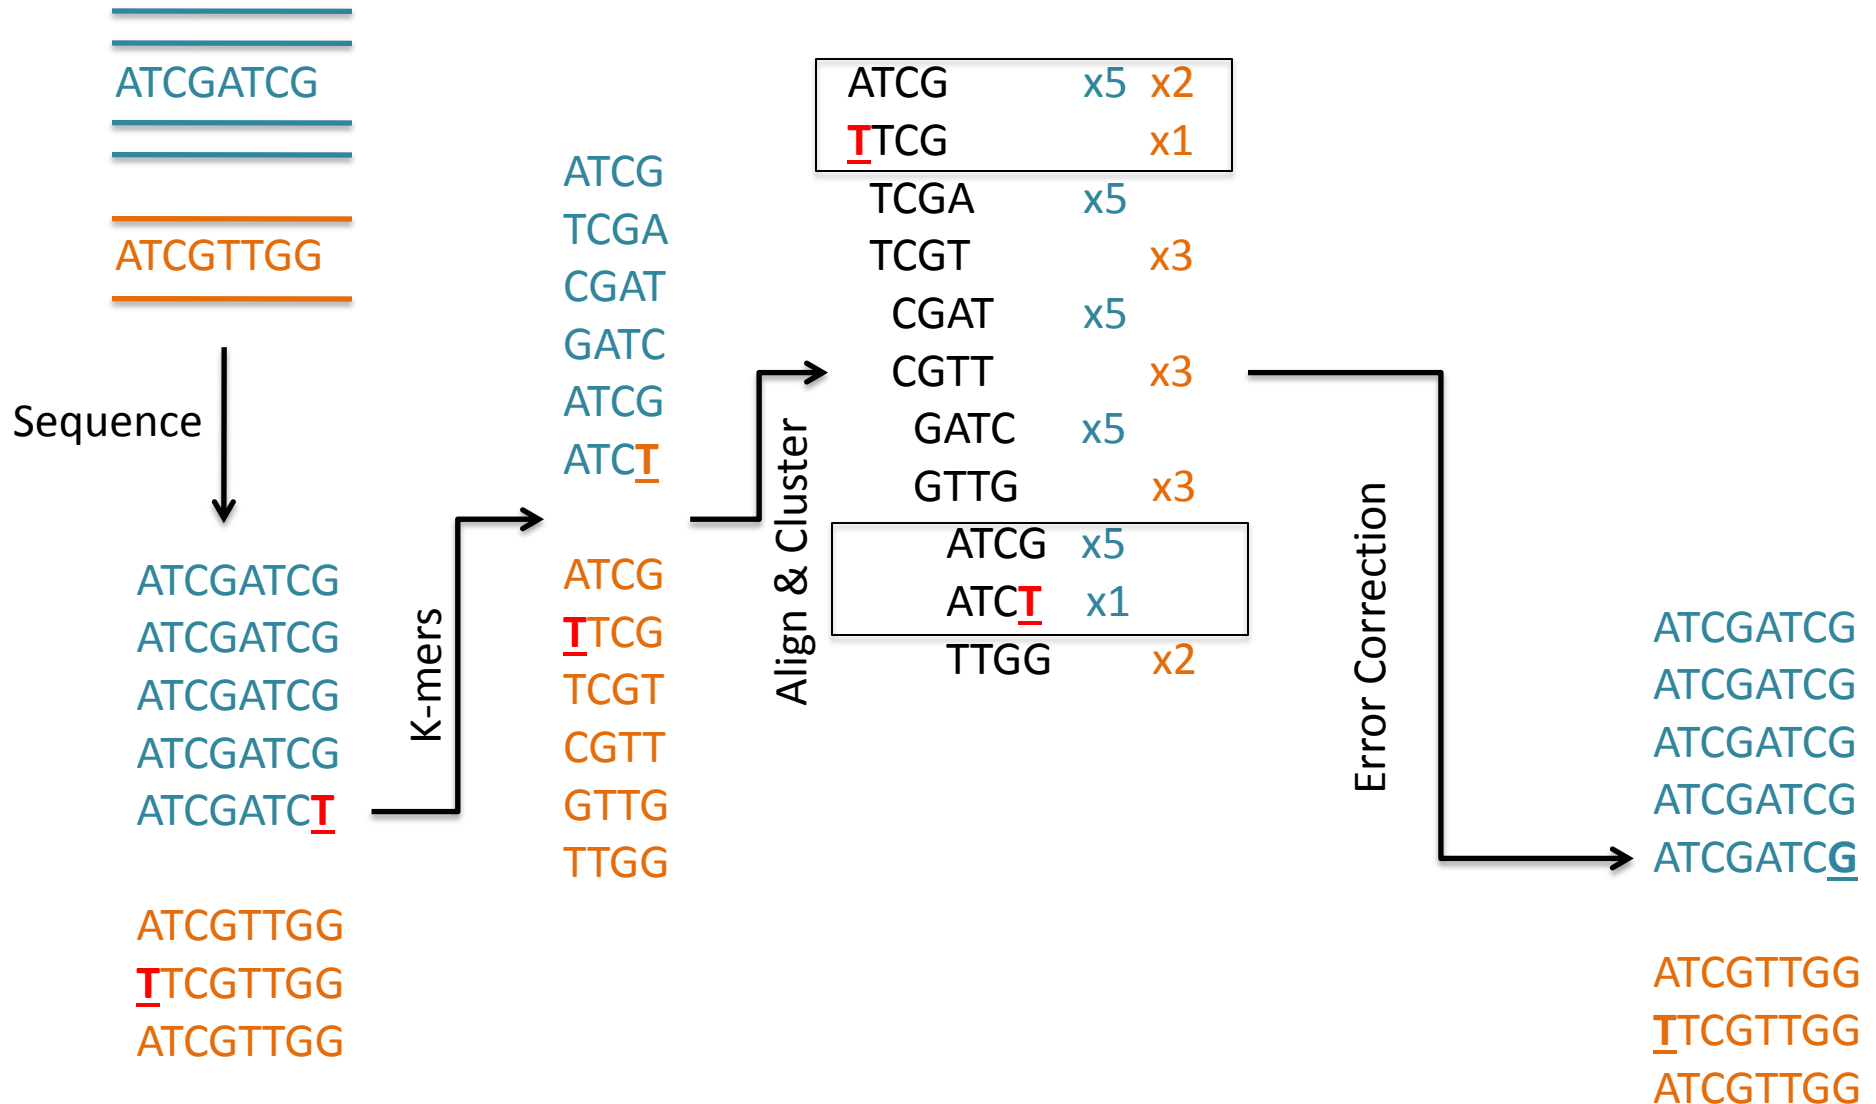 ATCGATCG
ATCGTTGG
Sequence
ATCGATCG
ATCGATCG
ATCGATCG
ATCGATCG
ATCGATCT
ATCGTTGG
TTCGTTGG
ATCGTTGG
K-mers
ATCG
TCGA
CGAT
GATC
ATCG
ATCT
ATCG
TTCG
TCGT
CGTT
GTTG
TTGG
Align & Cluster
ATCG x5 x2
TTCG x1
TCGA x5
TCGT x3
CGAT x5
CGTT x3
GATC x5
GTTG x3
ATCG x5
ATCT x1
TTGG x2
Error Correction
ATCGATCG
ATCGATCG
ATCGATCG
ATCGATCG
ATCGATCG
ATCGTTGG
TTCGTTGG
ATCGTTGG